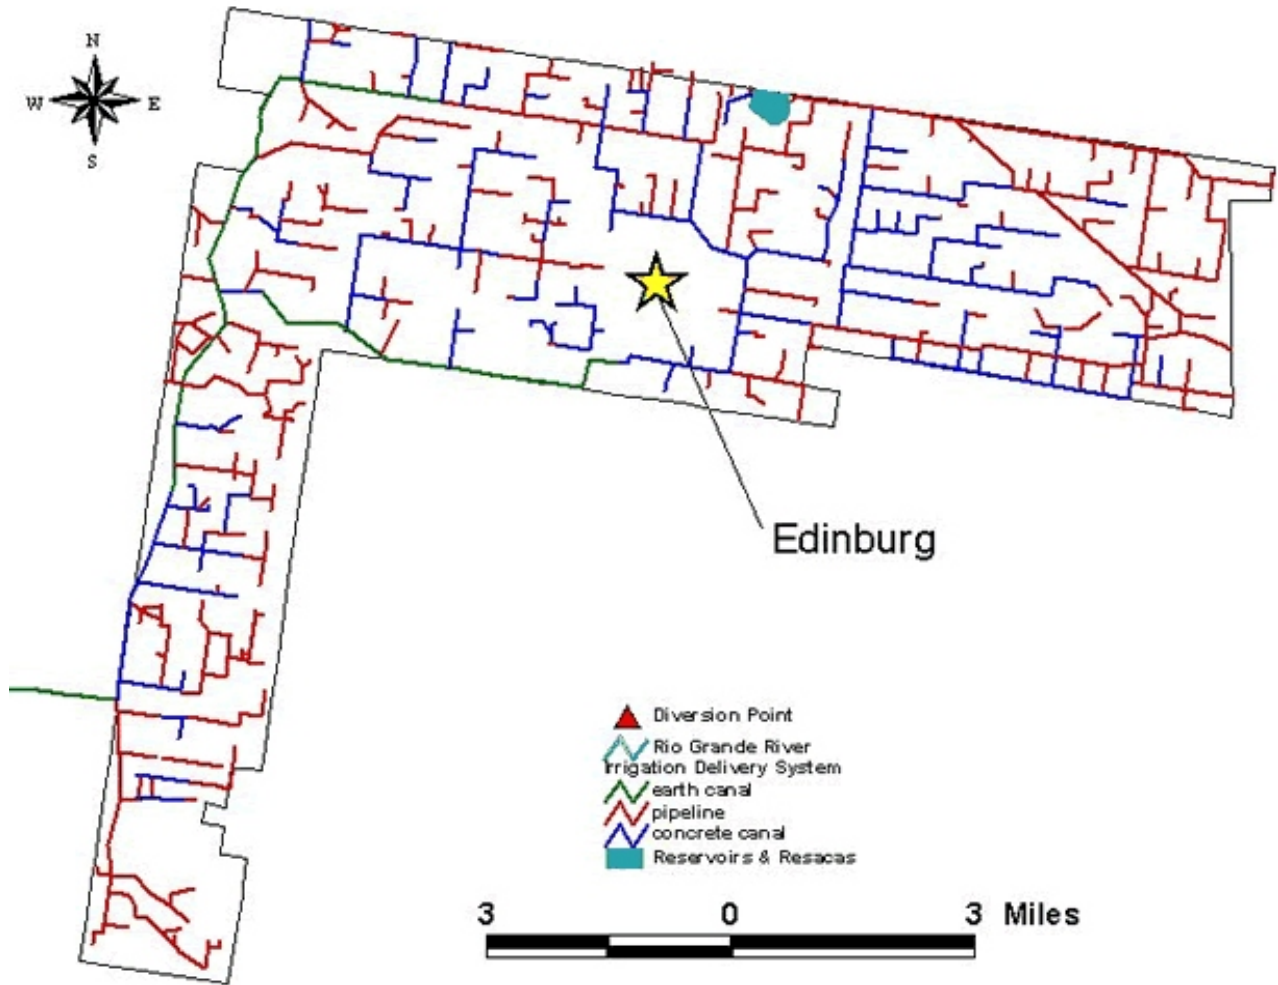 N
W E
S
Edinburg
Diversion Point
Rio Grande River
Irrigation Delivery System
earth canal
pipeline
concrete canal
Reservoirs & Resacas
3 0 3 Miles